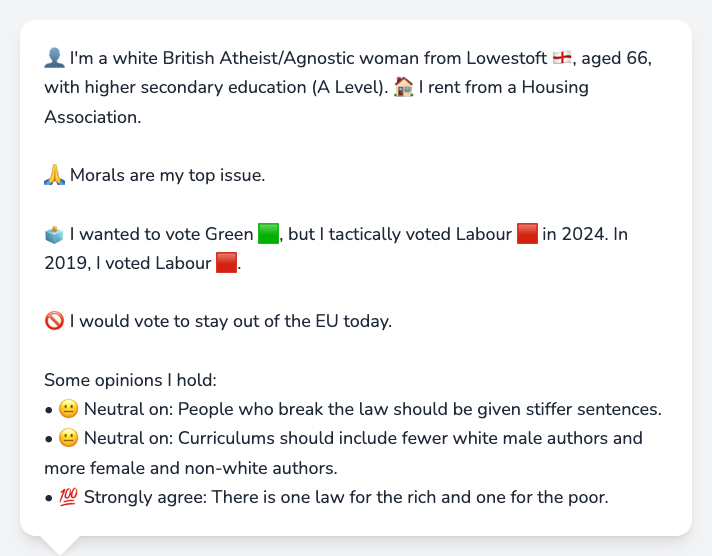 👤 I'm a white British Atheist/Agnostic woman from Lowestoft 🏴󠁧󠁢󠁥󠁮󠁧󠁿, aged 66,
with higher secondary education (A Level). 🏠 I rent from a Housing
Association.
🙏 Morals are my top issue.
🗳️ I wanted to vote Green 🟩, but I tactically voted Labour 🟥 in 2024. In
2019, I voted Labour 🟥.
🚫 I would vote to stay out of the EU today.
Some opinions I hold:
• 😐 Neutral on: People who break the law should be given stiffer sentences.
• 😐 Neutral on: Curriculums should include fewer white male authors and
more female and non-white authors.
• 💯 Strongly agree: There is one law for the rich and one for the poor.